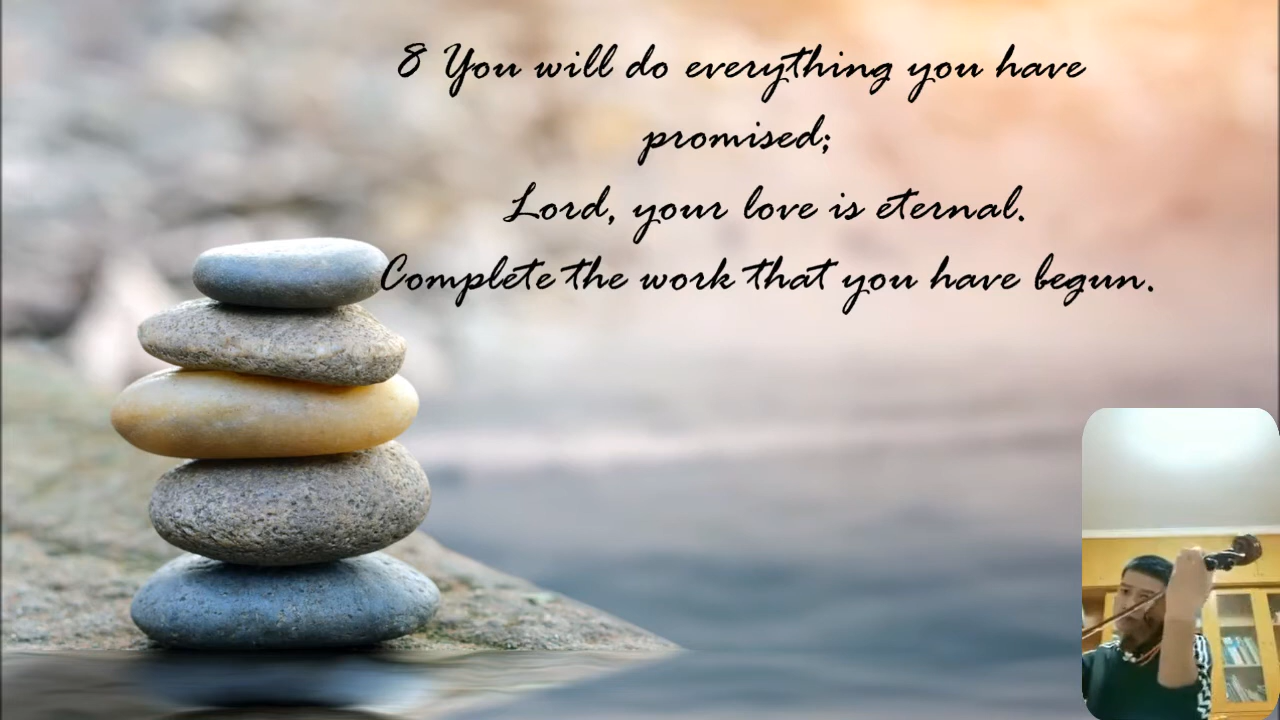 8 You will do everything you have
promised;
Lord, your love is eternal.
Complete the work that you have begun.